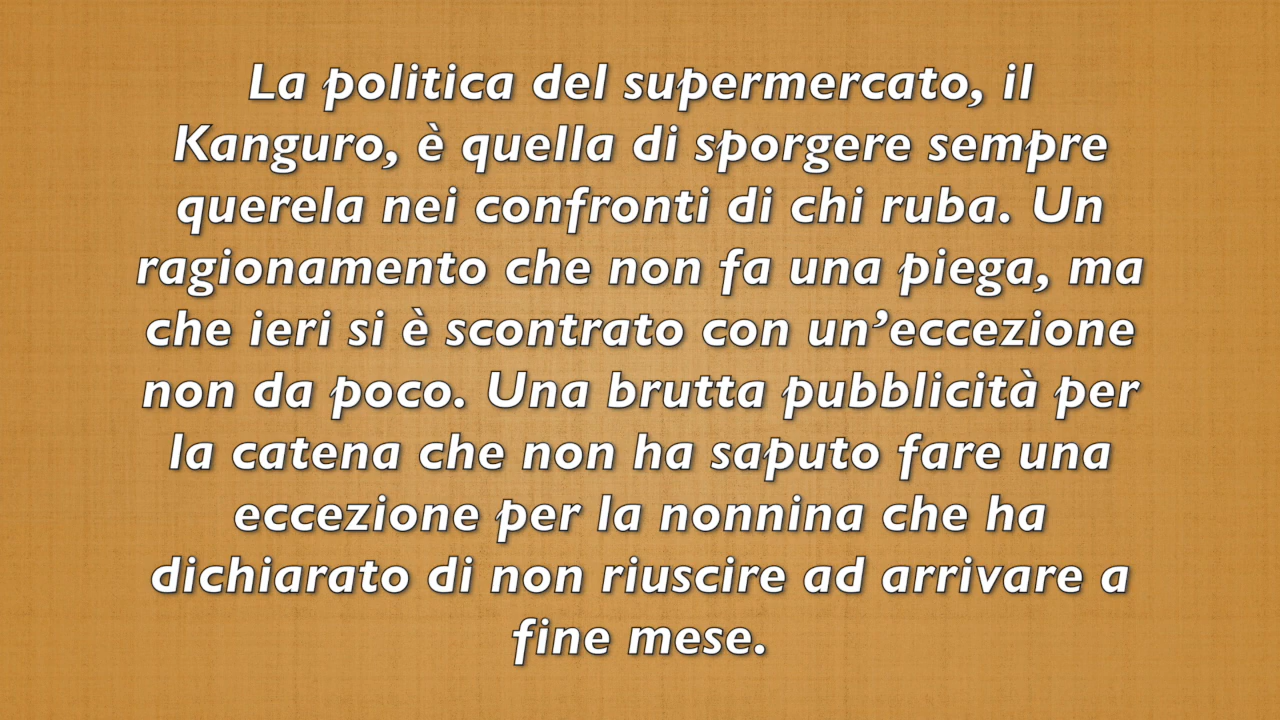 La politica del supermercato, il
Kanguro, è quella di sporgere sempre
querela nei confronti di chi ruba. Un
ragionamento che non fa una piega, ma
che ieri si è scontrato con un’eccezione
non da poco. Una brutta pubblicità per
la catena che non ha saputo fare una
eccezione per la nonnina che ha
dichiarato di non riuscire ad arrivare a
fine mese.